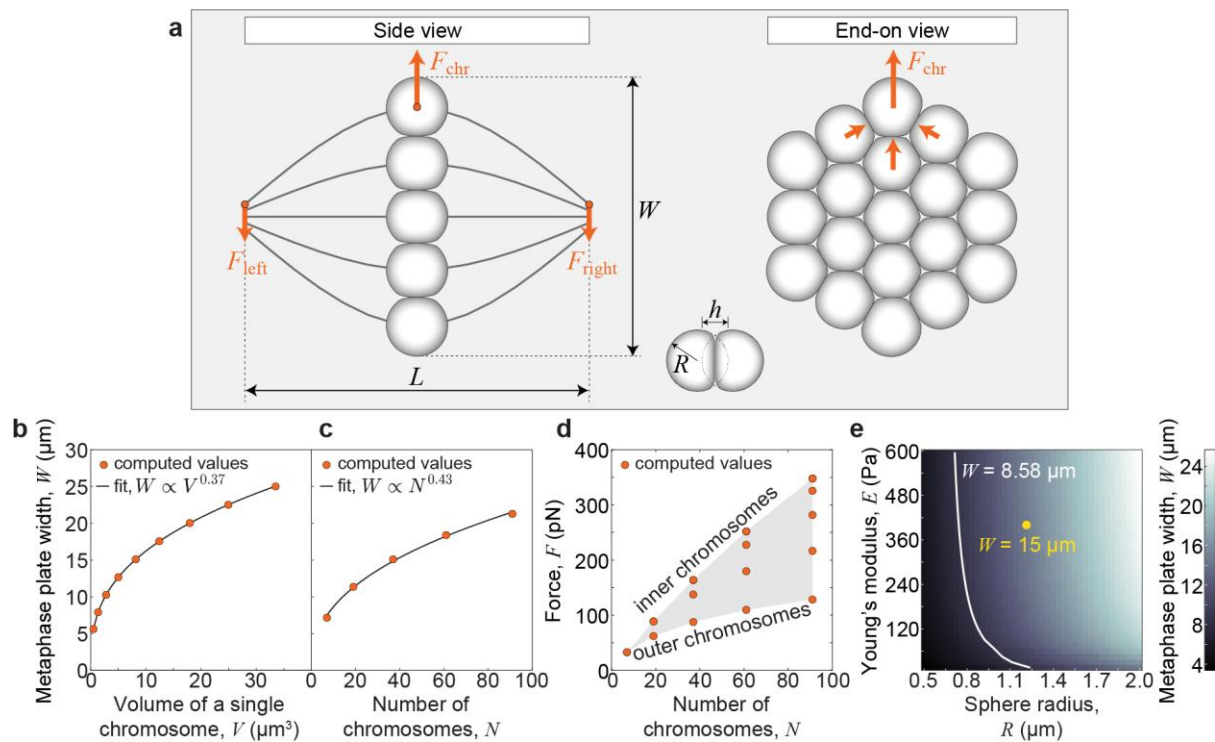 a
Side view
End-on view
F_chr
F_chr
F_left
F_right
W
L
h
R
b
Metaphase plate width, W (µm)
30
25
20
15
10
5
0
computed values
fit, W ∝ V^0.37
0 10 20 30
Volume of a single
chromosome, V (µm³)
c
computed values
fit, W ∝ N^0.43
0 20 40 60 80 100
Number of
chromosomes, N
d
Force, F (pN)
400
350
300
250
200
150
100
50
0
computed values
inner chromosomes
outer chromosomes
0 20 40 60 80 100
Number of
chromosomes, N
e
Young's modulus, E (Pa)
600
480
360
240
120
W = 8.58 µm
W = 15 µm
0.5 0.8 1.1 1.4 1.7 2.0
Sphere radius,
R (µm)
Metaphase plate width, W (µm)
24
20
16
12
8
4